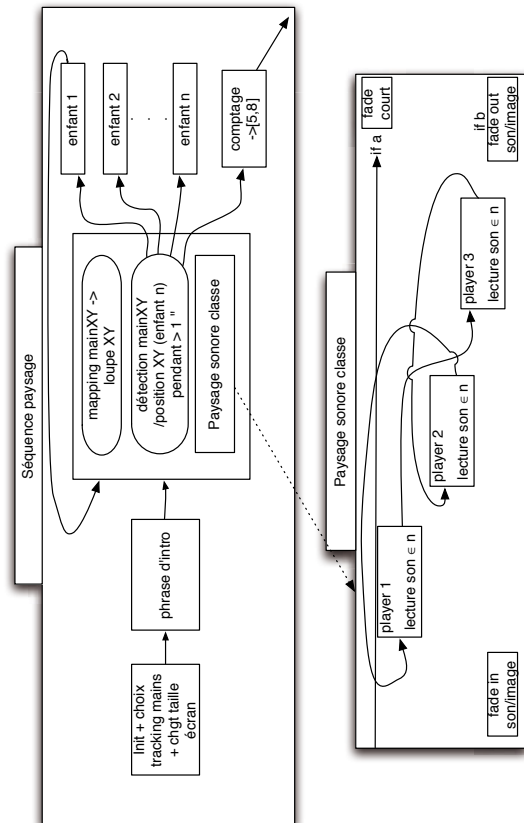 Séquence paysage
Init + choix
tracking mains
+ chgt taille
écran
phrase d'intro
mapping mainXY ->
loupe XY
détection mainXY
/position XY (enfant n)
pendant > 1 "
Paysage sonore classe
enfant 1
enfant 2
.
.
enfant n
comptage
->[5,8]
Paysage sonore classe
fade in
son/image
player 1
lecture son ∈ n
player 2
lecture son ∈ n
player 3
lecture son ∈ n
if a
fade
court
if b
fade out
son/image